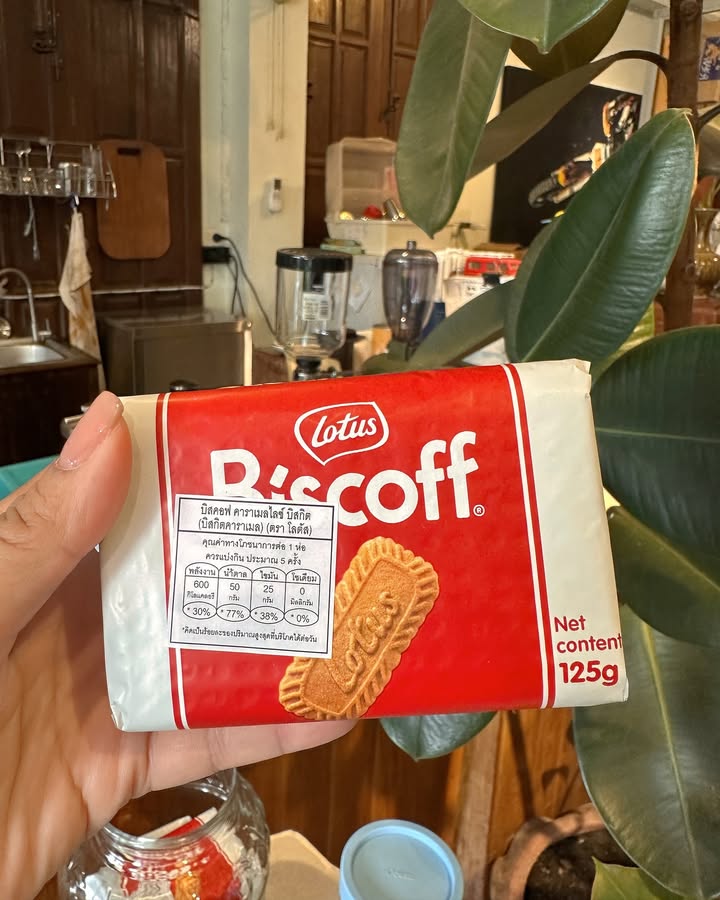 Lotus
Biscoff®
บิสคอฟ คาราเมลไลซ์ บิสกิต
(บิสกิตคาราเมล) (ตรา โลตัส)
คุณค่าทางโภชนาการต่อ 1 ห่อ
ควรแบ่งกิน ประมาณ 5 ครั้ง
พลังงาน น้ำตาล ไขมัน โซเดียม
600 50 25 0
กิโลแคลอรี กรัม กรัม มิลลิกรัม
*30% *77% *38% *0%
*คิดเป็นร้อยละของปริมาณสูงสุดที่บริโภคได้ต่อวัน
Lotus
Net
content
125g